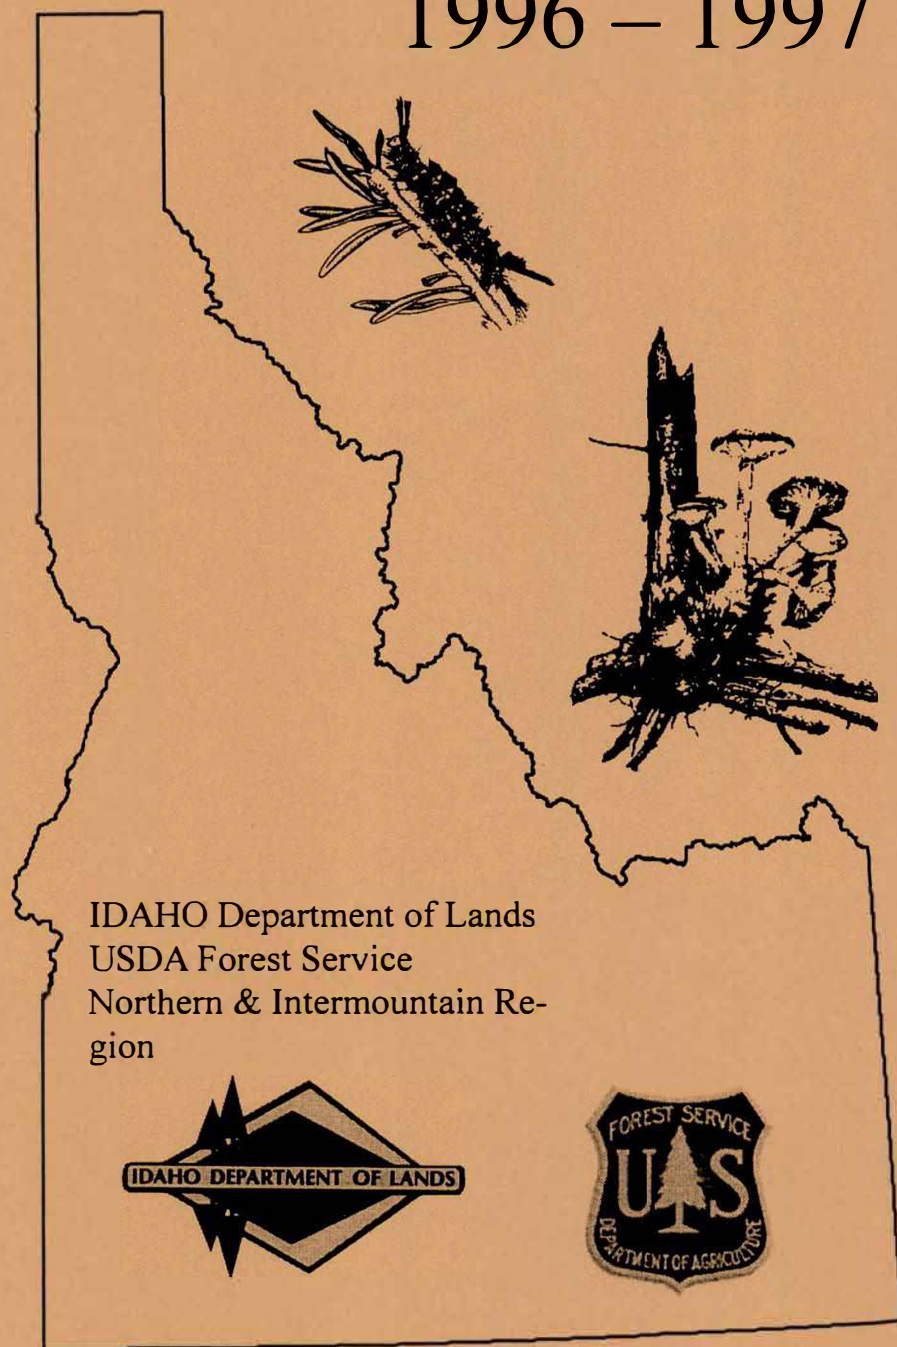 1996 – 1997
IDAHO Department of Lands
USDA Forest Service
Northern & Intermountain Re-
gion
IDAHO DEPARTMENT OF LANDS
FOREST SERVICE
U S
DEPARTMENT OF AGRICULTURE